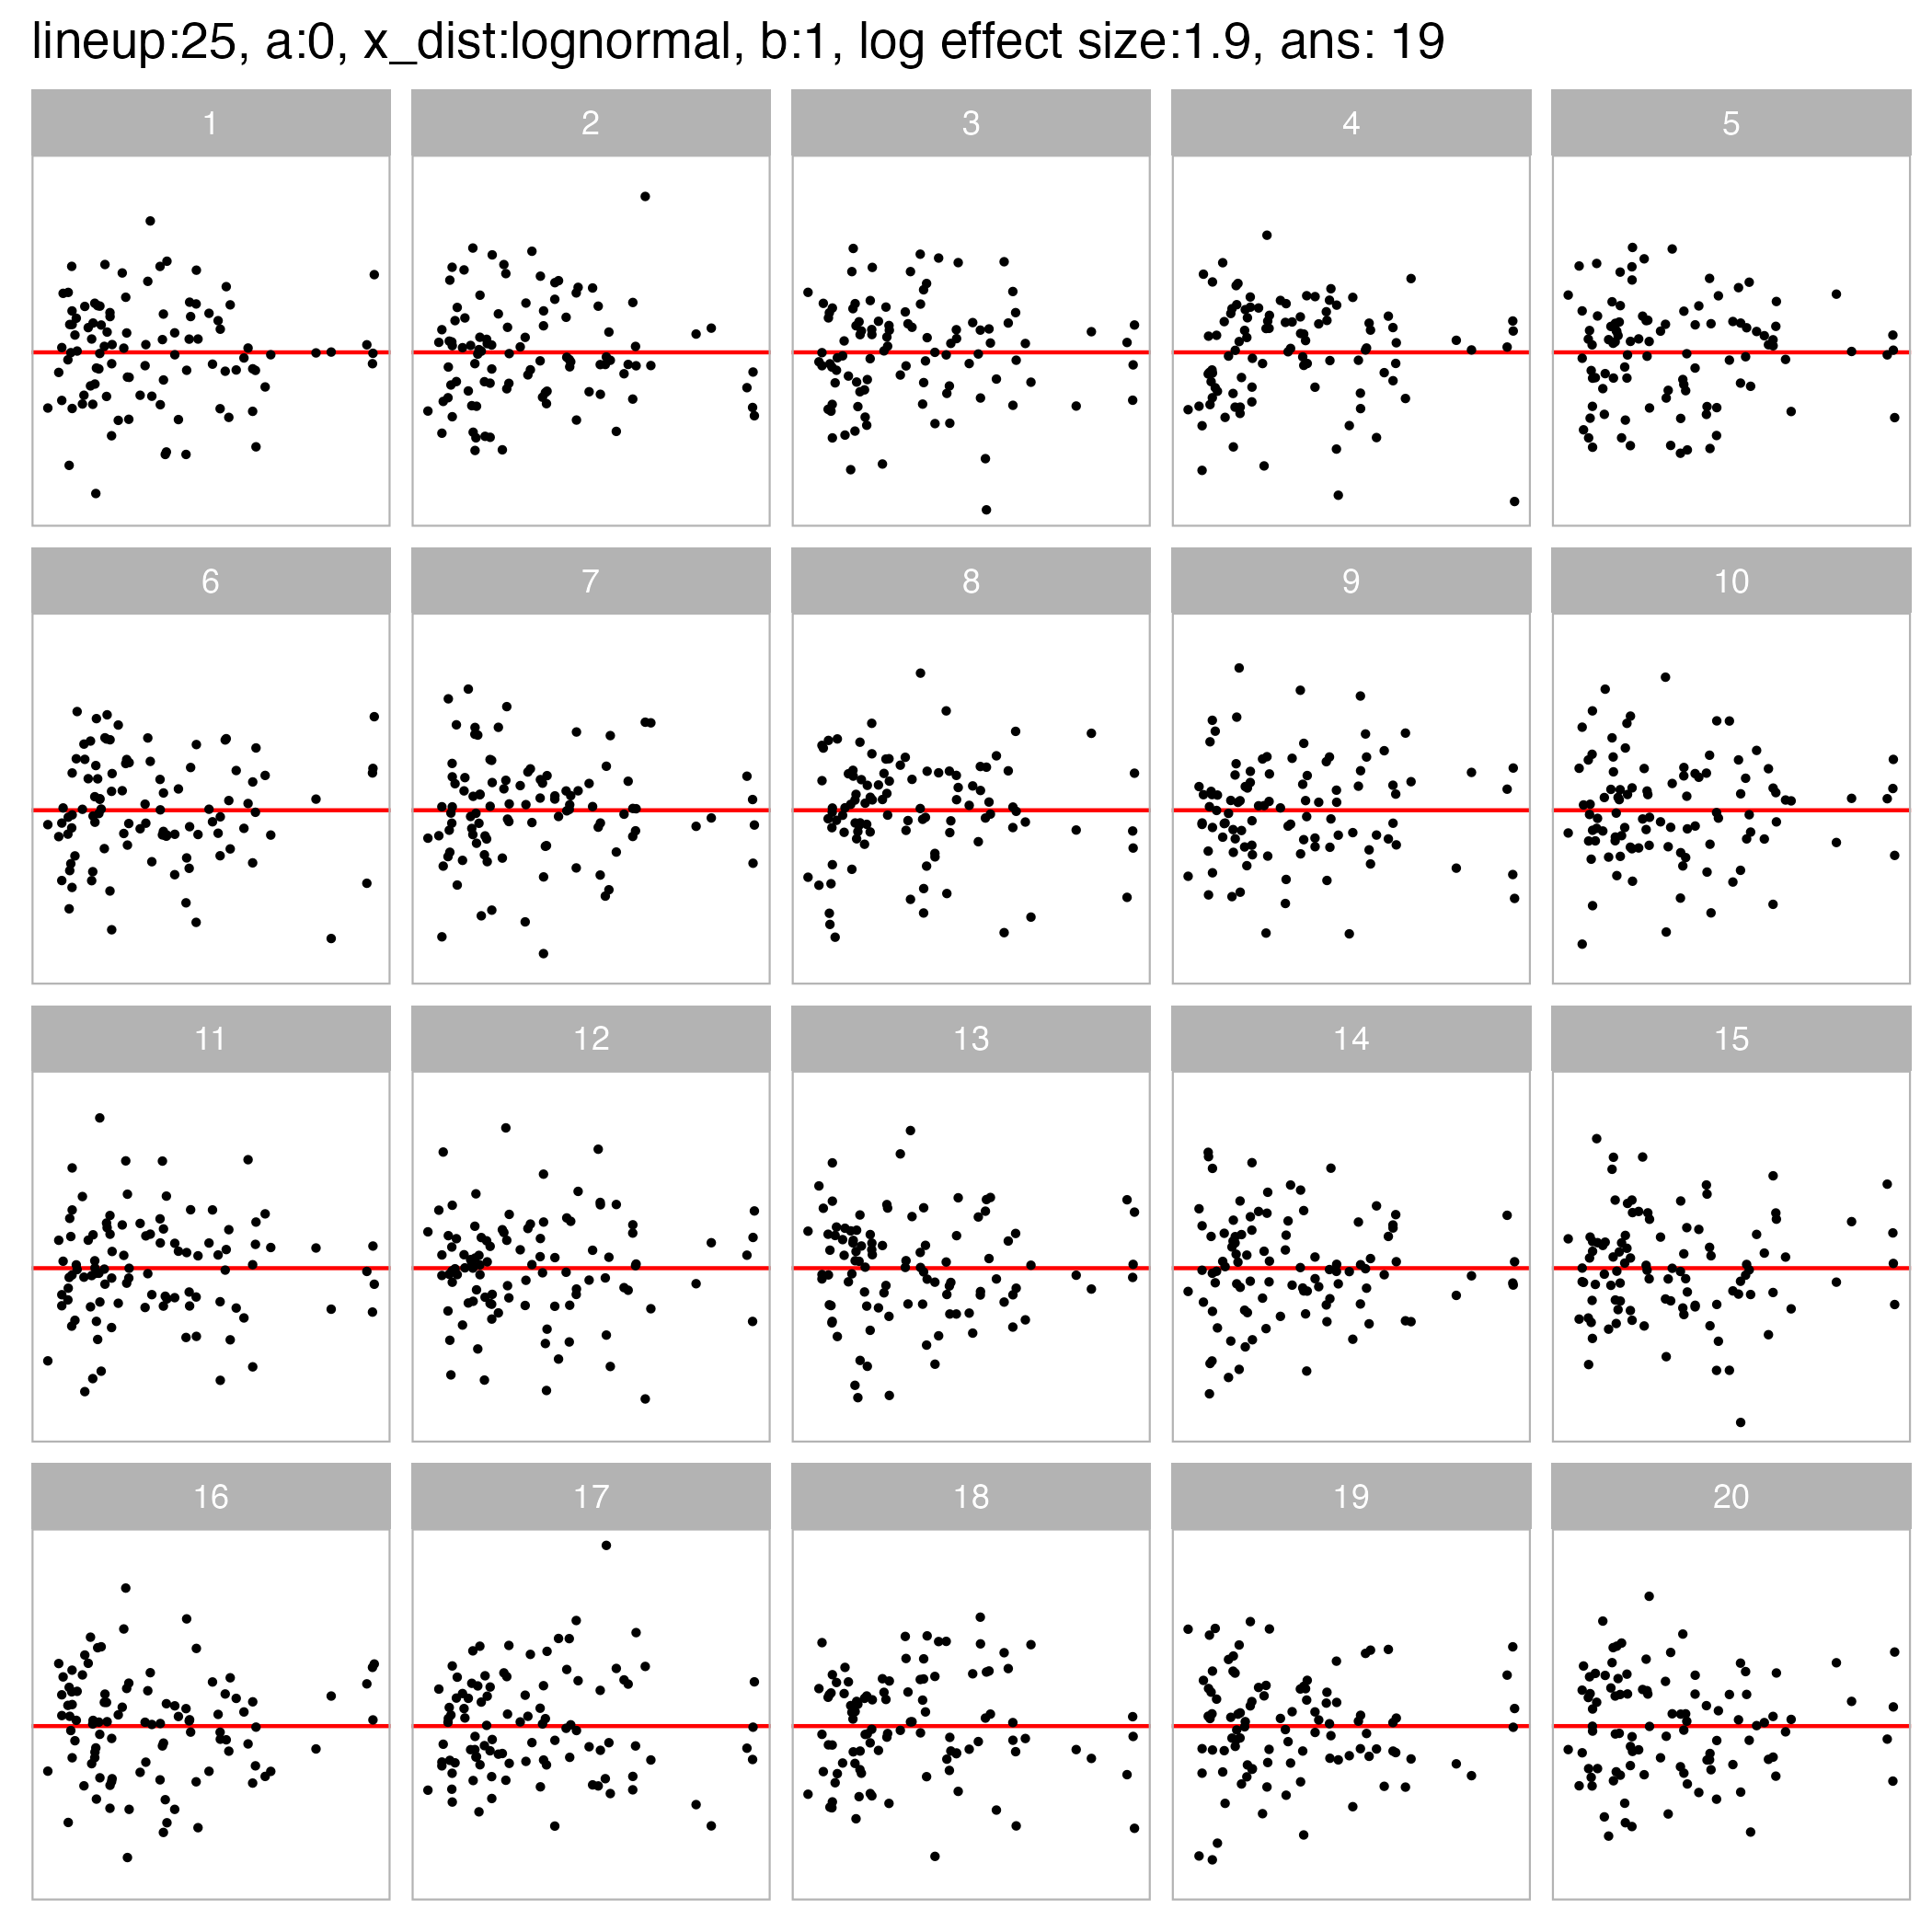 lineup:25, a:0, x_dist:lognormal, b:1, log effect size:1.9, ans: 19
1 2 3 4 5
6 7 8 9 10
11 12 13 14 15
16 17 18 19 20